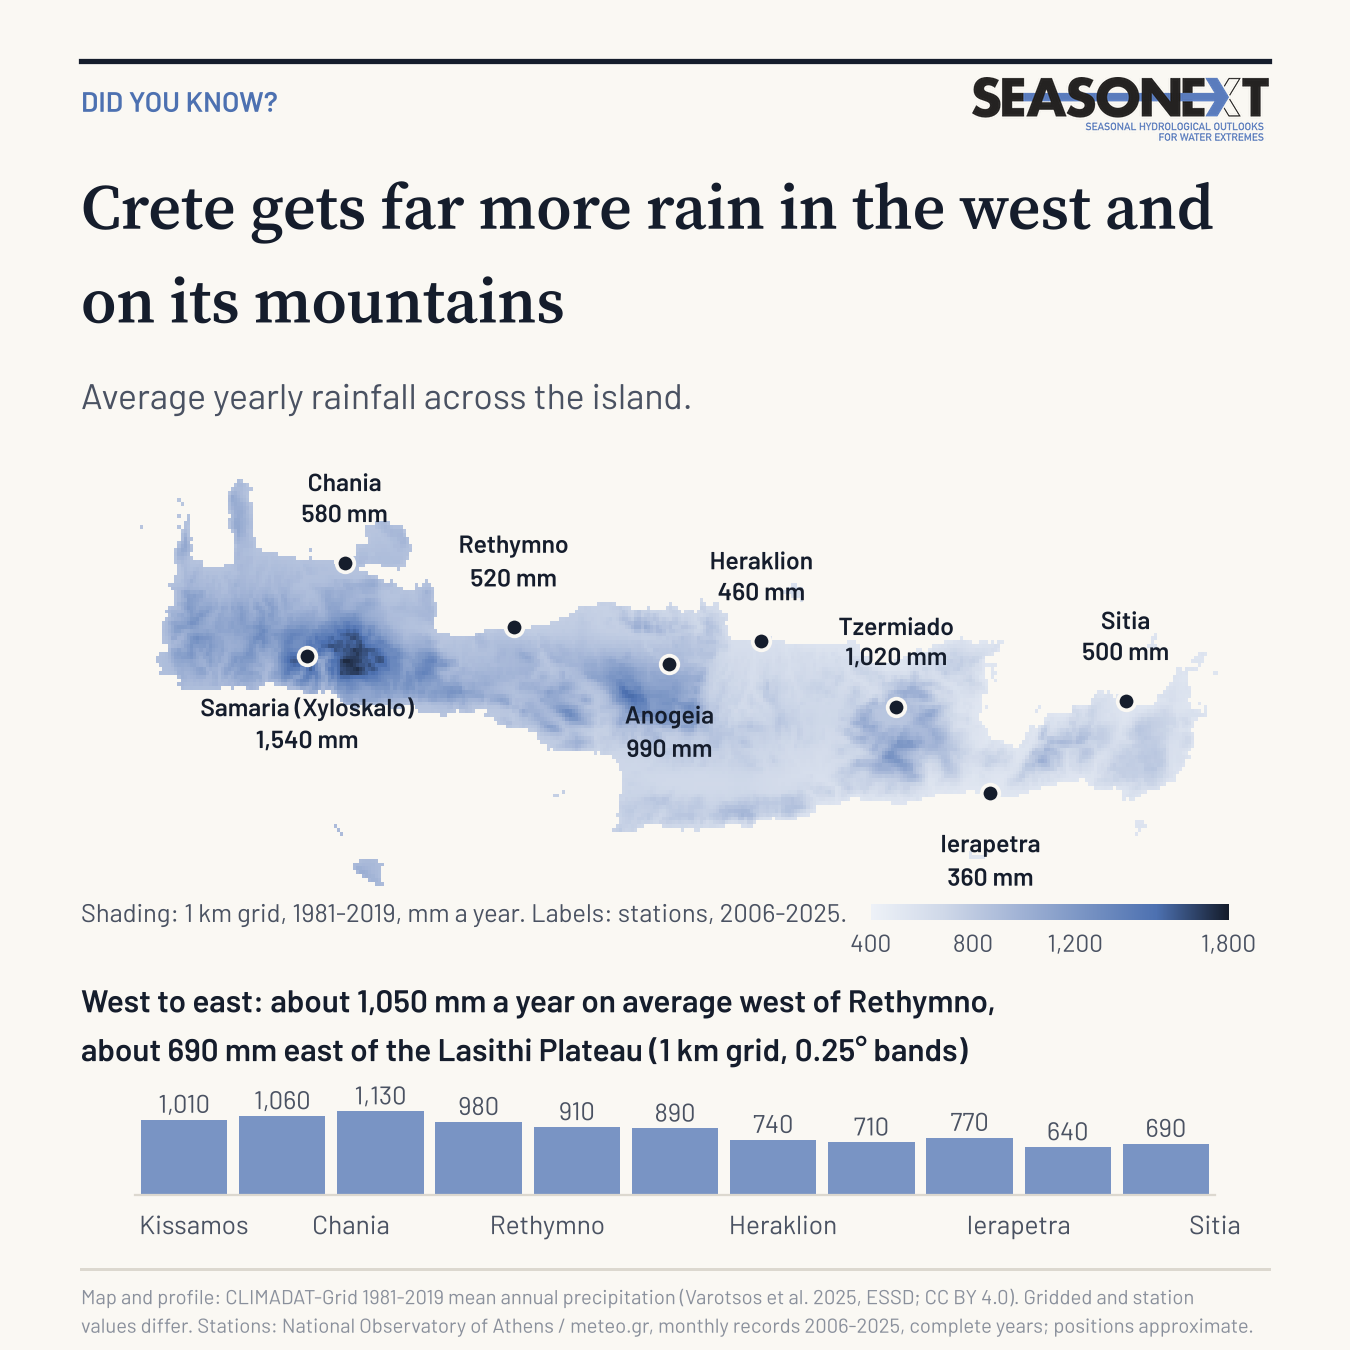 DID YOU KNOW?
SEASONEXT
SEASONAL HYDROLOGICAL OUTLOOKS
FOR WATER EXTREMES
Crete gets far more rain in the west and
on its mountains
Average yearly rainfall across the island.
Chania
580 mm
Rethymno
520 mm
Heraklion
460 mm
Tzermiado
1,020 mm
Sitia
500 mm
Samaria (Xyloskalo)
1,540 mm
Anogeia
990 mm
Ierapetra
360 mm
Shading: 1 km grid, 1981-2019, mm a year. Labels: stations, 2006-2025.
400 800 1,200 1,800
West to east: about 1,050 mm a year on average west of Rethymno,
about 690 mm east of the Lasithi Plateau (1 km grid, 0.25° bands)
1,010 1,060 1,130 980 910 890 740 710 770 640 690
Kissamos Chania Rethymno Heraklion Ierapetra Sitia
Map and profile: CLIMADAT-Grid 1981-2019 mean annual precipitation (Varotsos et al. 2025, ESSD; CC BY 4.0). Gridded and station
values differ. Stations: National Observatory of Athens / meteo.gr, monthly records 2006-2025, complete years; positions approximate.